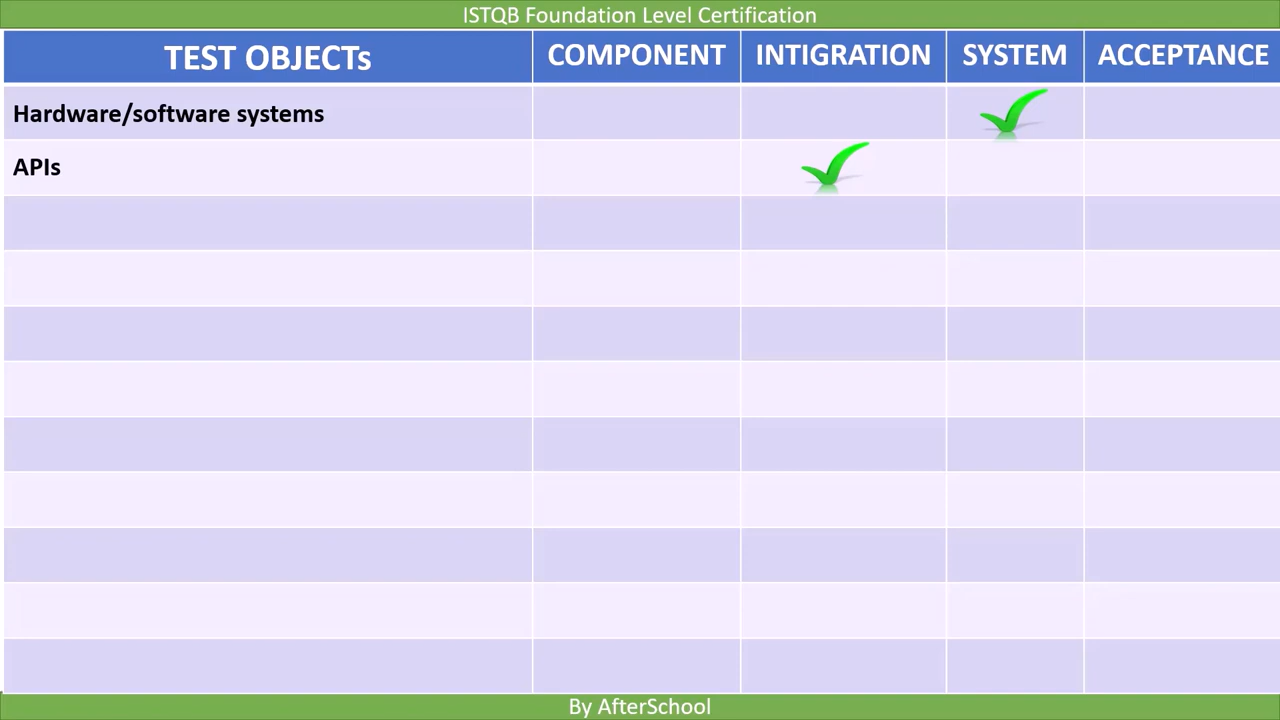 ISTQB Foundation Level Certification
TEST OBJECTs COMPONENT INTIGRATION SYSTEM ACCEPTANCE
Hardware/software systems
APIs
By AfterSchool